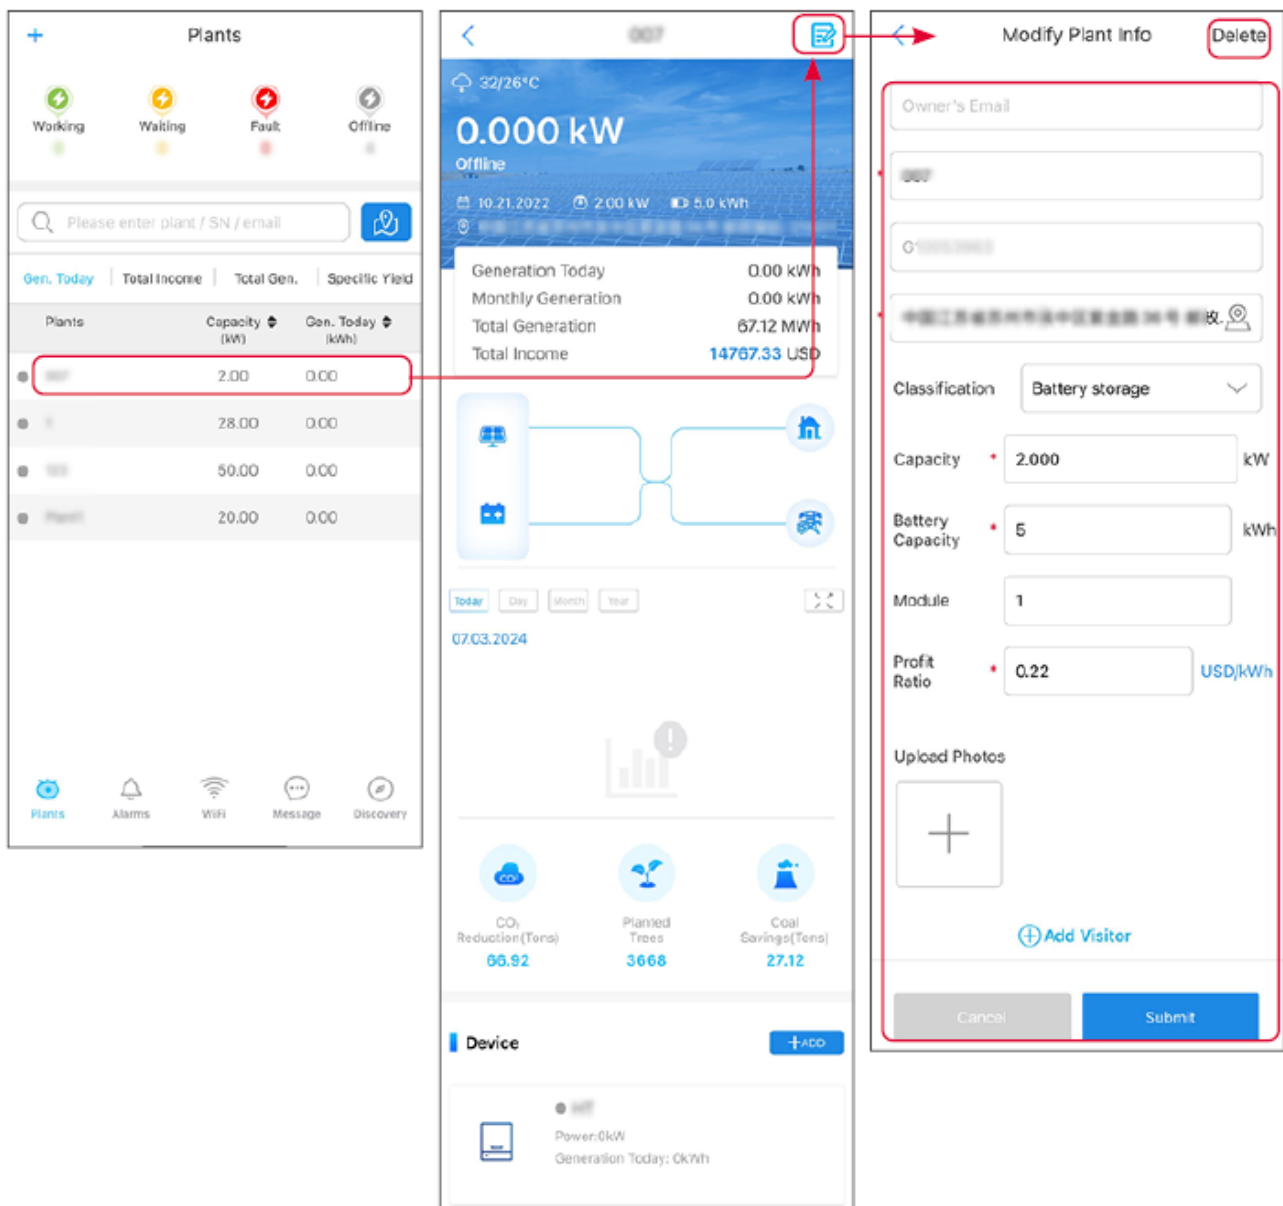 Plants
Working
Waiting
Fault
Offline
Please enter plant / SN / email
Gen. Today
Total Income
Total Gen.
Specific Yield
Plants
Capacity
(kW)
Gen. Today
(kWh)
2.00
0.00
28.00
0.00
50.00
0.00
20.00
0.00
Plants
Alarms
WiFi
Message
Discovery
007
32/26°C
0.000 kW
Offline
10.21.2022
2.00 kW
5.0 kWh
Generation Today
0.00 kWh
Monthly Generation
0.00 kWh
Total Generation
67.12 MWh
Total Income
14767.33 USD
Today
Day
Month
Year
07.03.2024
CO₂
Reduction(Tons)
66.92
Planted
Trees
3668
Coal
Savings(Tons)
27.12
Device
+ADD
Power:0kW
Generation Today: 0kWh
Modify Plant Info
Delete
Owner's Email
* 007
*
Classification
Battery storage
Capacity * 2.000 kW
Battery
Capacity * 5 kWh
Module 1
Profit
Ratio * 0.22 USD/kWh
Upload Photos
Add Visitor
Cancel
Submit